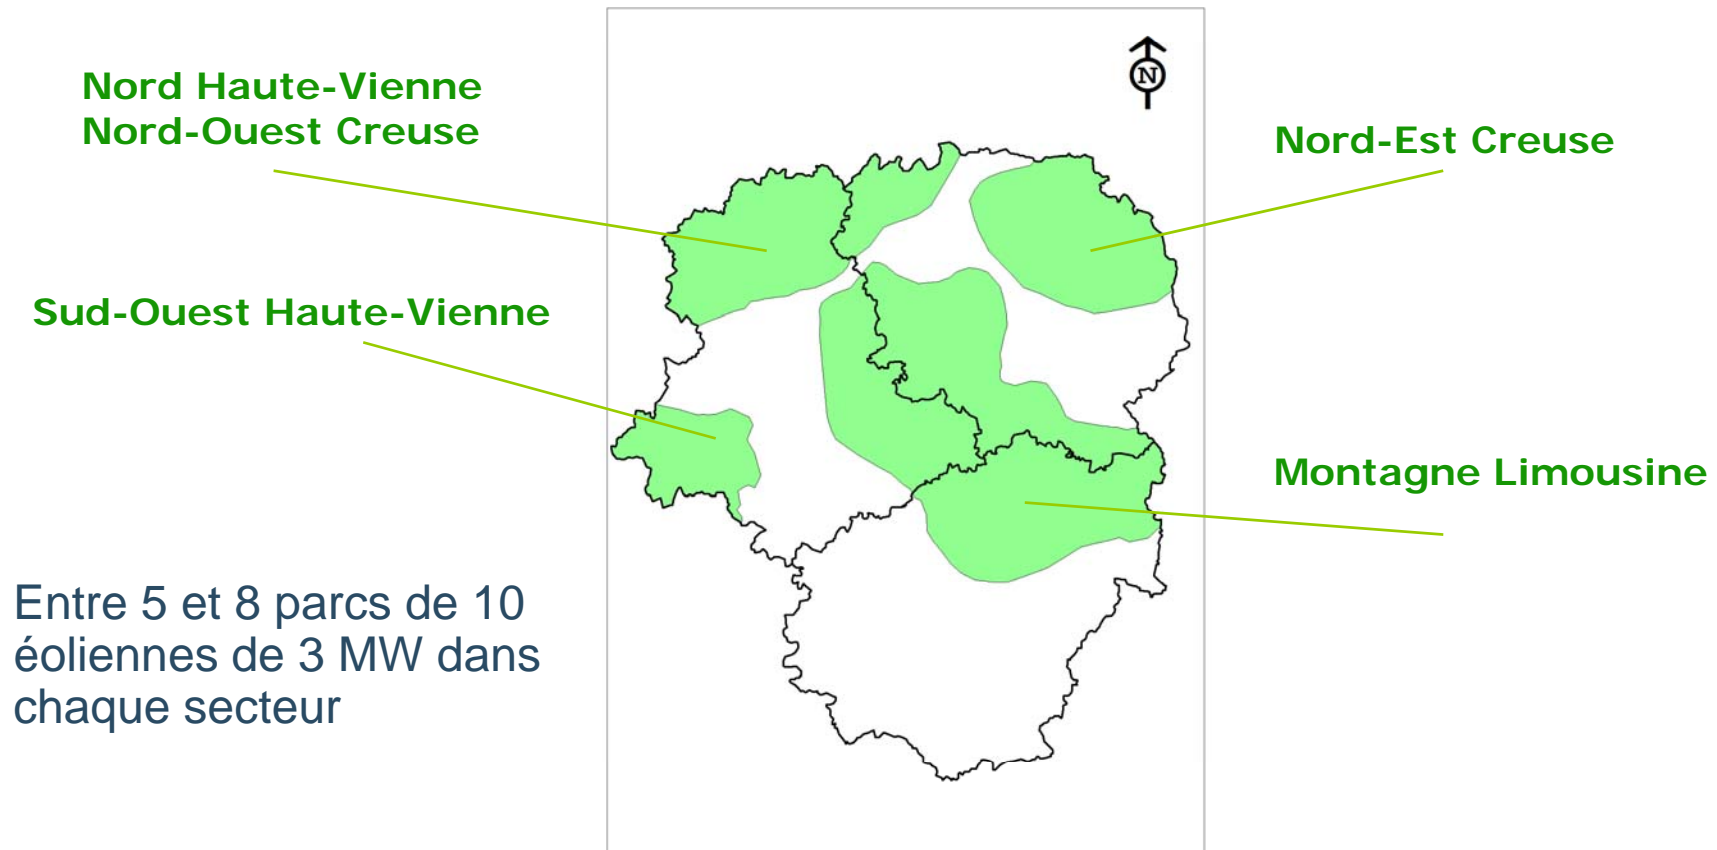 Nord Haute-Vienne
Nord-Ouest Creuse
N
Nord-Est Creuse
Sud-Ouest Haute-Vienne
Montagne Limousine
Entre 5 et 8 parcs de 10
éoliennes de 3 MW dans
chaque secteur